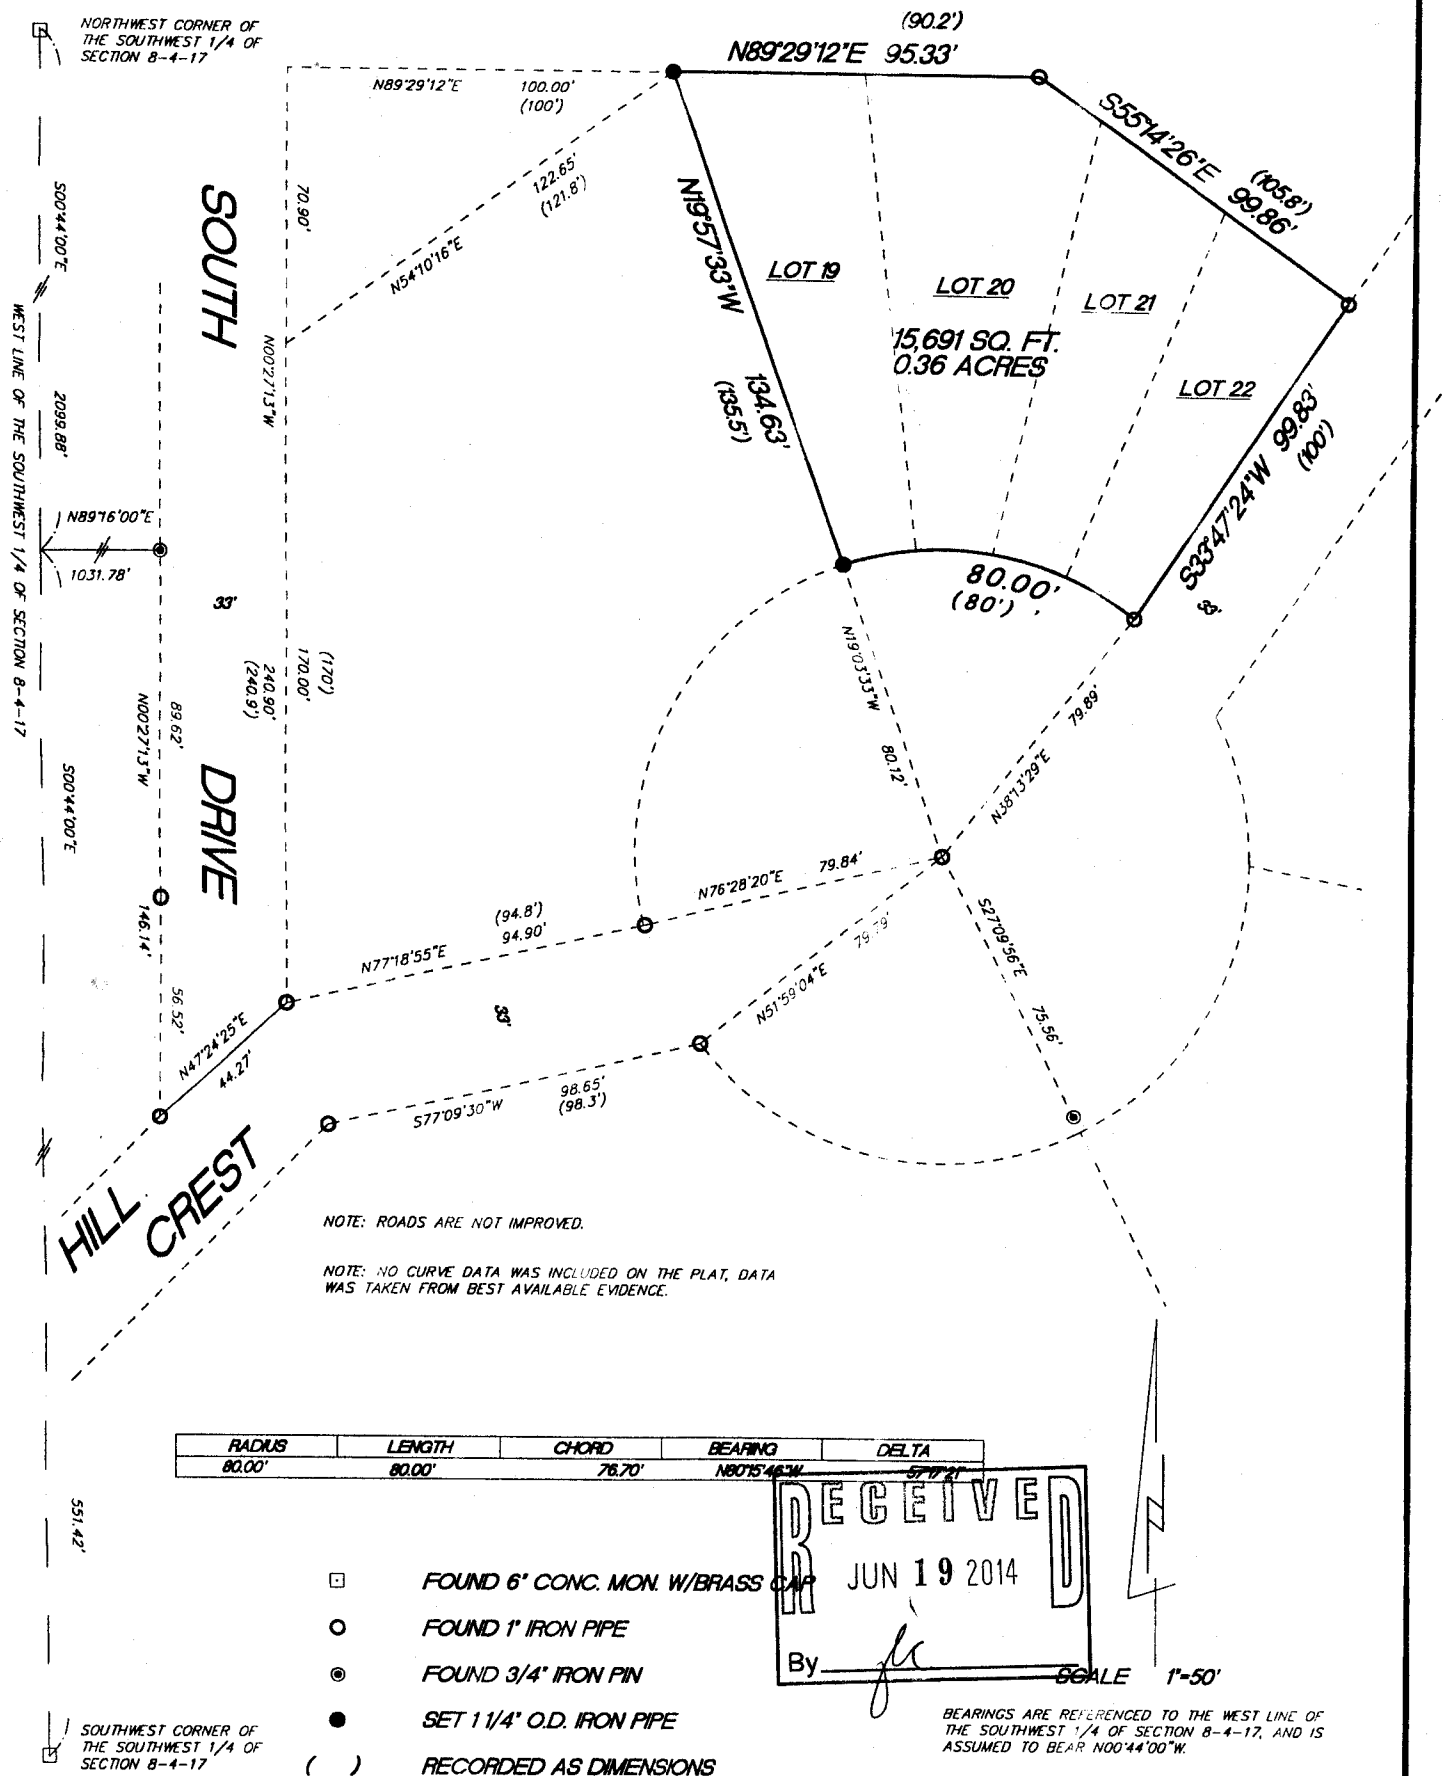 NORTHWEST CORNER OF
THE SOUTHWEST 1/4 OF
SECTION 8-4-17
(90.2')
N89°29'12"E 95.33'
N89°29'12"E 100.00'
(100')
S55°14'26"E 99.86'
(105.8')
122.65'
(121.8')
N54°10'16"E
70.90'
SOUTH
DRIVE
S00°44'00"E
2099.88'
WEST LINE OF THE SOUTHWEST 1/4 OF SECTION 8-4-17
N00°27'13"W
N19°57'33"W
134.63'
(135.5')
LOT 19
LOT 20
LOT 21
LOT 22
15,691 SQ. FT.
0.36 ACRES
S33°47'24"W 99.83'
(100')
N89°16'00"E
1031.78'
33'
80.00'
(80')
33'
(170')
170.00'
240.90'
(240.9')
N19°03'33"W
80.12'
79.89'
N38°13'29"E
89.62'
N00°27'13"W
S00°44'00"E
146.14'
56.52'
N76°28'20"E 79.84'
(94.8')
94.90'
N77°18'55"E
79.79'
N51°59'04"E
S27°09'56"E
75.56'
33'
N47°24'25"E
44.27'
98.65'
(98.3')
S77°09'30"W
HILL
CREST
NOTE: ROADS ARE NOT IMPROVED.
NOTE: NO CURVE DATA WAS INCLUDED ON THE PLAT, DATA
WAS TAKEN FROM BEST AVAILABLE EVIDENCE.
RADIUS LENGTH CHORD BEARING DELTA
80.00' 80.00' 76.70' N80°15'46"W 57°17'21"
551.42'
RECEIVED
JUN 19 2014
By
FOUND 6" CONC. MON. W/BRASS CAP
FOUND 1" IRON PIPE
FOUND 3/4" IRON PIN
SET 1 1/4" O.D. IRON PIPE
( ) RECORDED AS DIMENSIONS
SCALE 1"=50'
BEARINGS ARE REFERENCED TO THE WEST LINE OF
THE SOUTHWEST 1/4 OF SECTION 8-4-17, AND IS
ASSUMED TO BEAR N00°44'00"W.
SOUTHWEST CORNER OF
THE SOUTHWEST 1/4 OF
SECTION 8-4-17